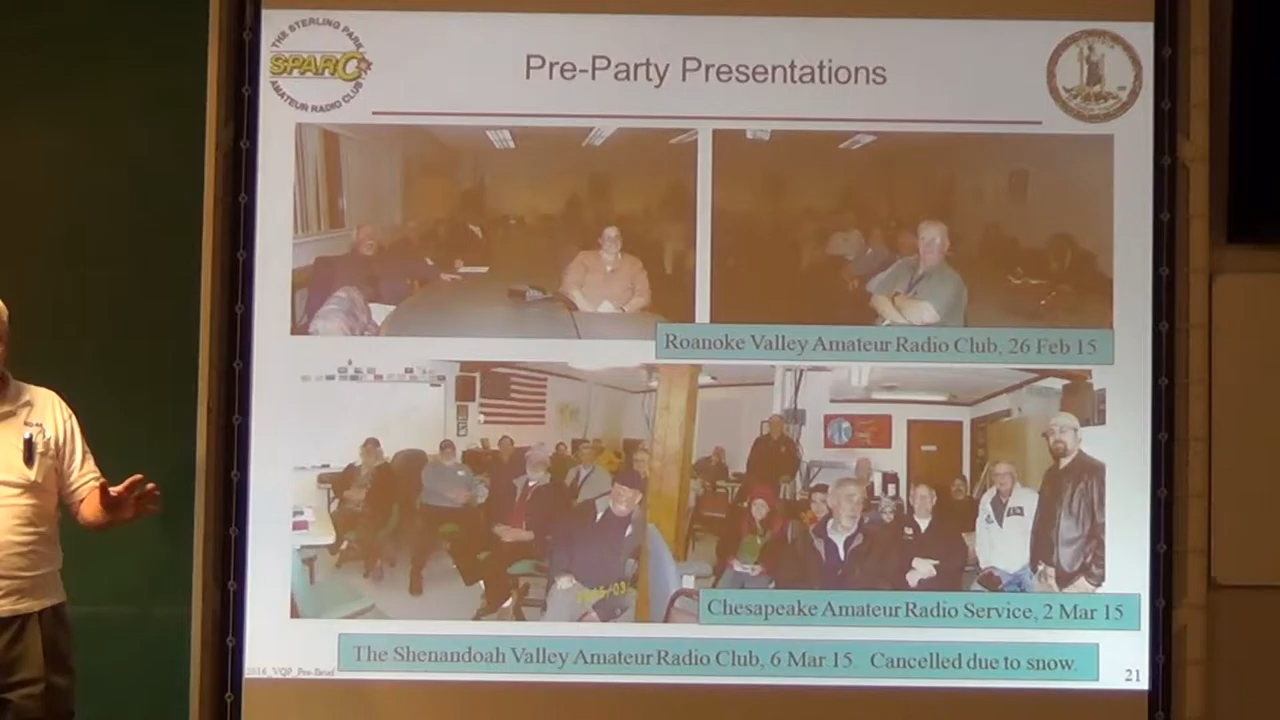 THE STERLING PARK
SPARC
AMATEUR RADIO CLUB
Pre-Party Presentations
Roanoke Valley Amateur Radio Club, 26 Feb 15
Chesapeake Amateur Radio Service, 2 Mar 15
The Shenandoah Valley Amateur Radio Club, 6 Mar 15. Cancelled due to snow.
2016_VQP_Pre-Brief
21